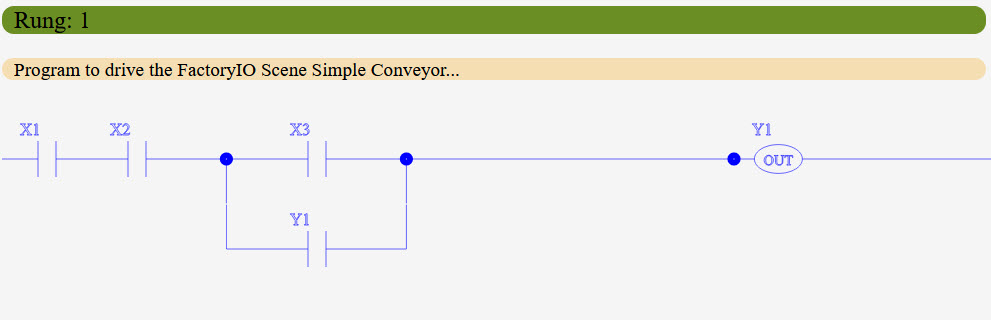 Rung: 1
Program to drive the FactoryIO Scene Simple Conveyor...
X1 X2 X3 Y1
OUT
Y1